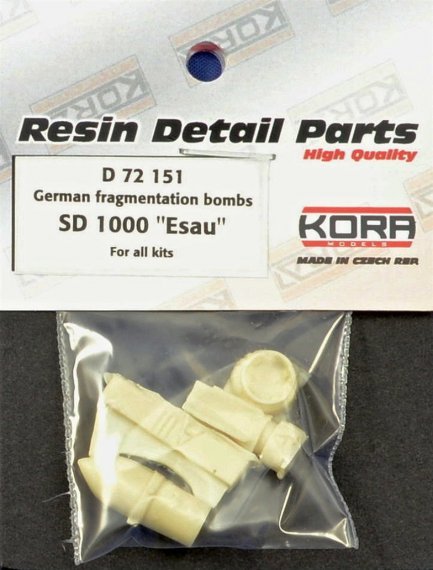 KORA
Resin Detail Parts
High Quality
D 72 151
German fragmentation bombs
SD 1000 "Esau"
For all kits
KORA
MODELS
MADE IN CZECH REP.